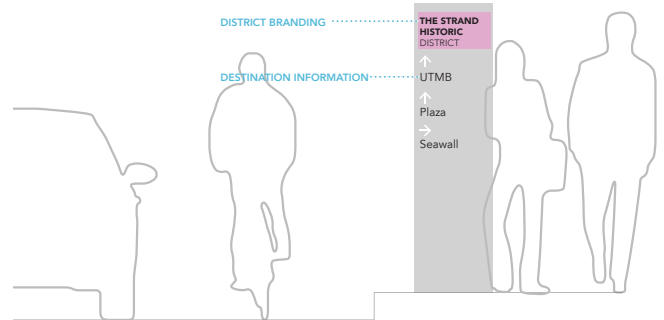 DISTRICT BRANDING
THE STRAND
HISTORIC
DISTRICT
DESTINATION INFORMATION
↑
UTMB
↑
Plaza
→
Seawall